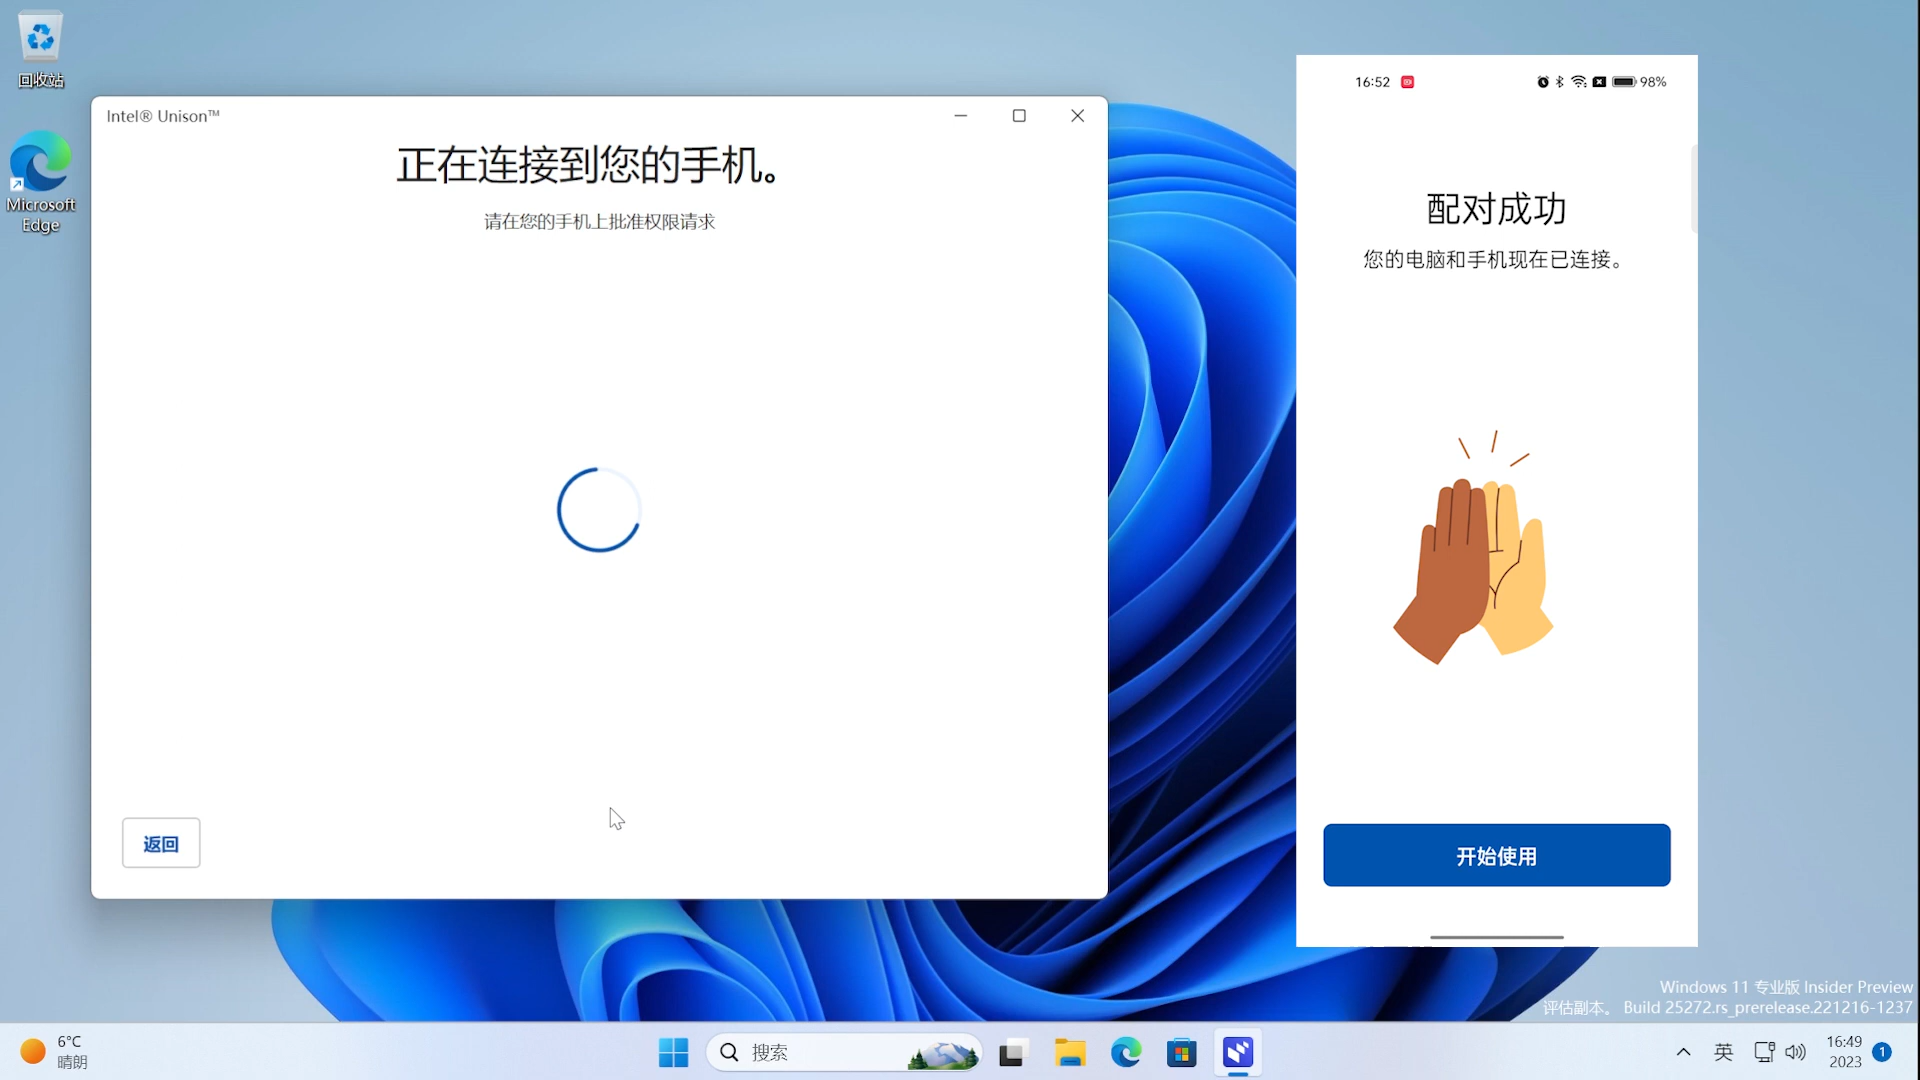 回收站
Microsoft
Edge
Intel® Unison™
正在连接到您的手机。
请在您的手机上批准权限请求
返回
16:52
98%
配对成功
您的电脑和手机现在已连接。
开始使用
Windows 11 专业版 Insider Preview
评估副本。 Build 25272.rs_prerelease.221216-1237
6°C
晴朗
搜索
英
16:49
2023
1